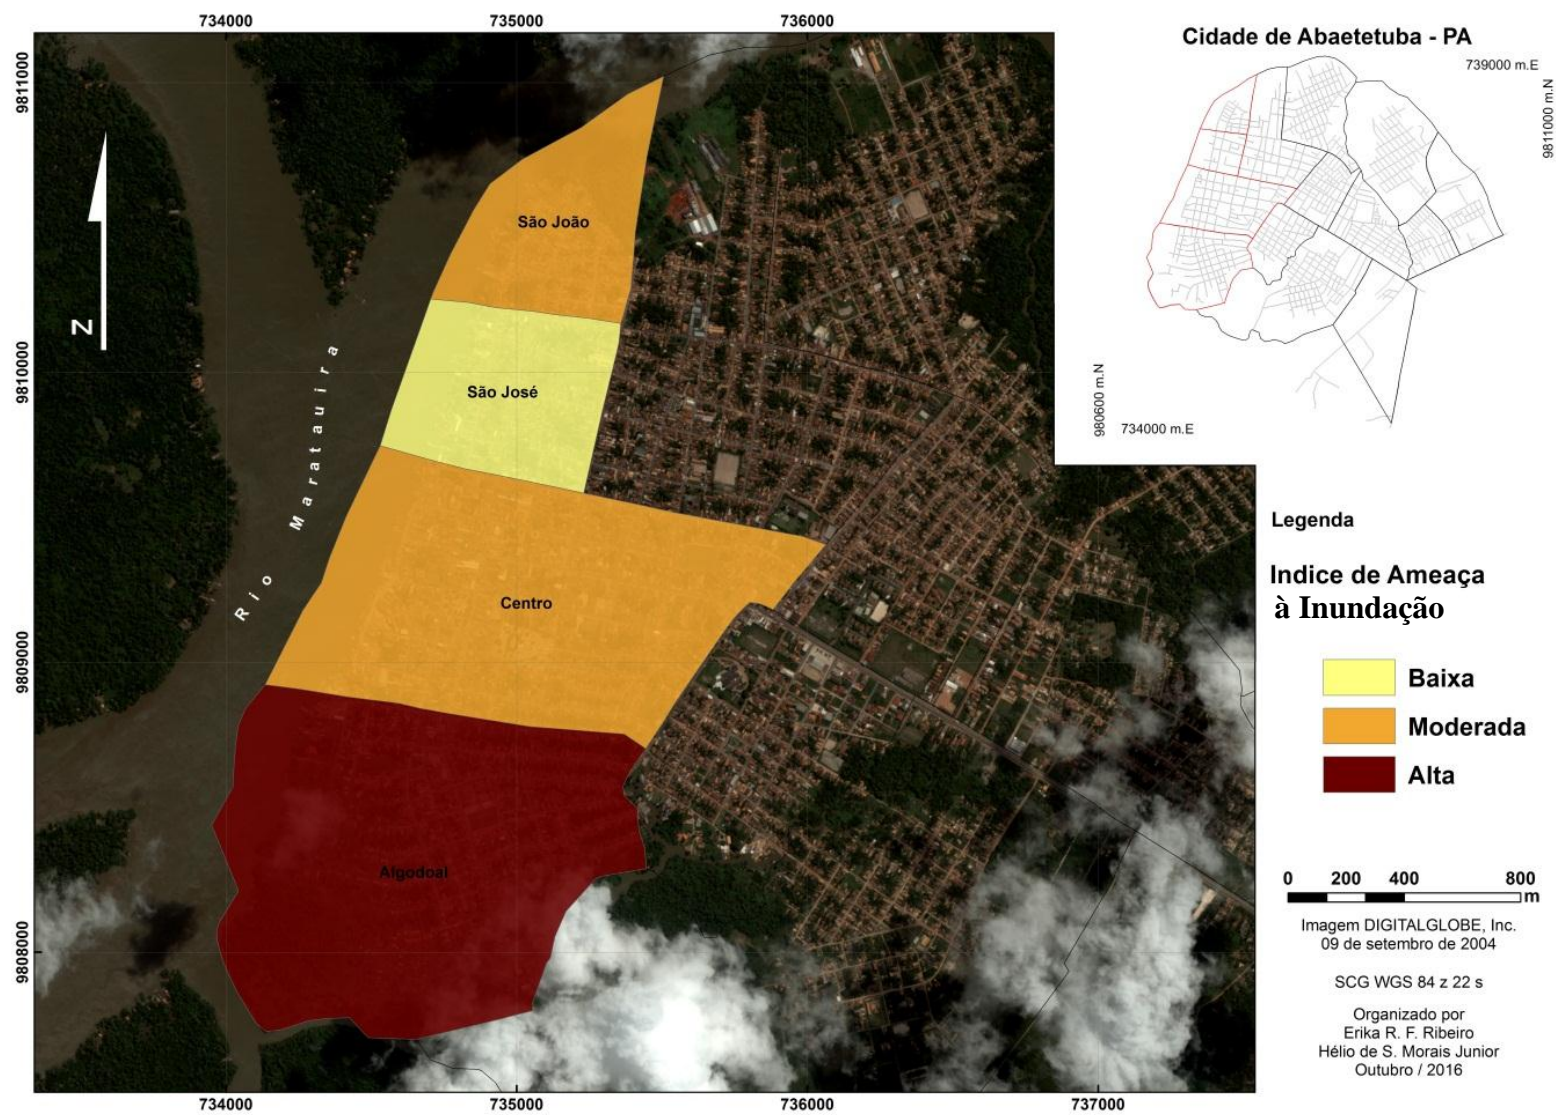 734000
735000
736000
9811000
9810000
9809000
9808000
São João
São José
Centro
Algodoal
Rio Maratauira
N
734000
735000
736000
737000
Cidade de Abaetetuba - PA
739000 m.E
9811000 m.N
980600 m.N
734000 m.E
Legenda
Indice de Ameaça
à Inundação
Baixa
Moderada
Alta
0 200 400 800
m
Imagem DIGITALGLOBE, Inc.
09 de setembro de 2004
SCG WGS 84 z 22 s
Organizado por
Erika R. F. Ribeiro
Hélio de S. Morais Junior
Outubro / 2016